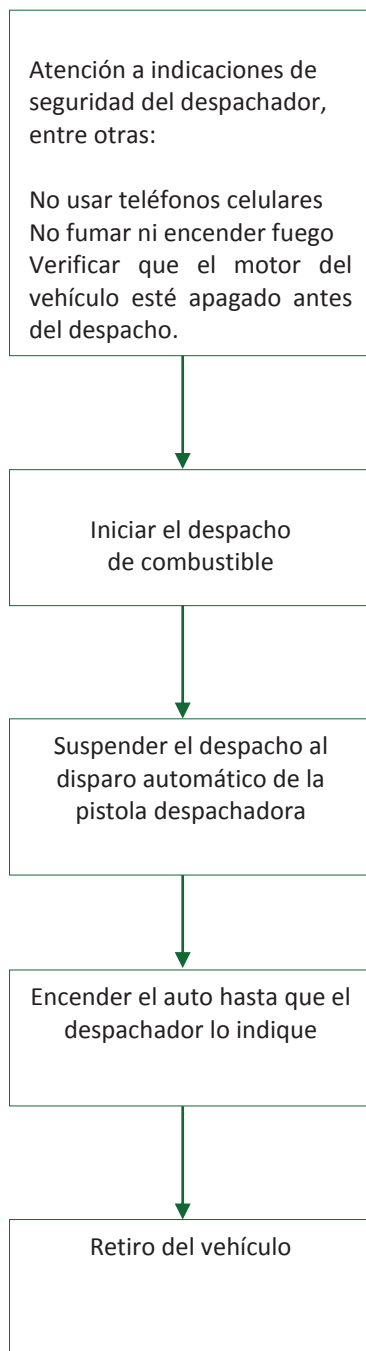 Atención a indicaciones de
seguridad del despachador,
entre otras:
No usar teléfonos celulares
No fumar ni encender fuego
Verificar que el motor del
vehículo esté apagado antes
del despacho.
Iniciar el despacho
de combustible
Suspender el despacho al
disparo automático de la
pistola despachadora
Encender el auto hasta que el
despachador lo indique
Retiro del vehículo